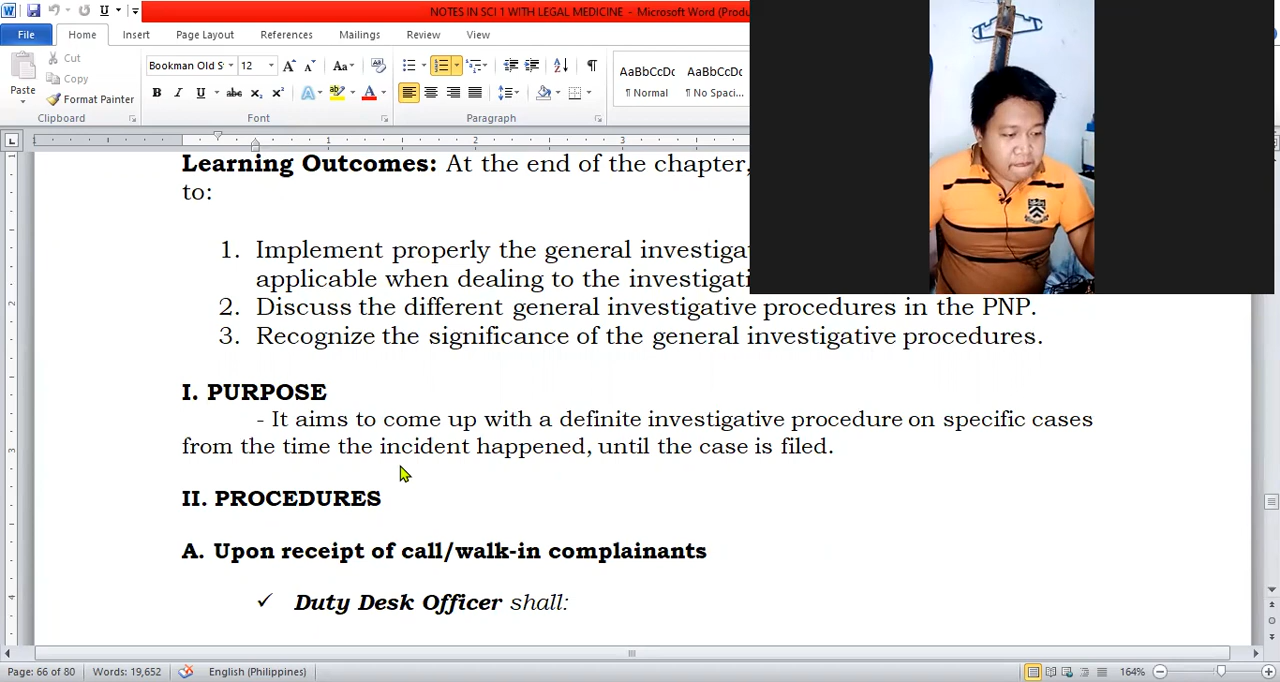 NOTES IN SCI 1 WITH LEGAL MEDICINE - Microsoft Word (Produ
File Home Insert Page Layout References Mailings Review View
Cut
Copy
Paste
Format Painter
Bookman Old S 12
AaBbCcDc AaBbCcDc
¶ Normal ¶ No Spaci...
Clipboard Font Paragraph
Learning Outcomes: At the end of the chapter,
to:
1. Implement properly the general investigat
applicable when dealing to the investigati
2. Discuss the different general investigative procedures in the PNP.
3. Recognize the significance of the general investigative procedures.
I. PURPOSE
- It aims to come up with a definite investigative procedure on specific cases
from the time the incident happened, until the case is filed.
II. PROCEDURES
A. Upon receipt of call/walk-in complainants
✓ Duty Desk Officer shall:
Page: 66 of 80 Words: 19,652 English (Philippines) 164%